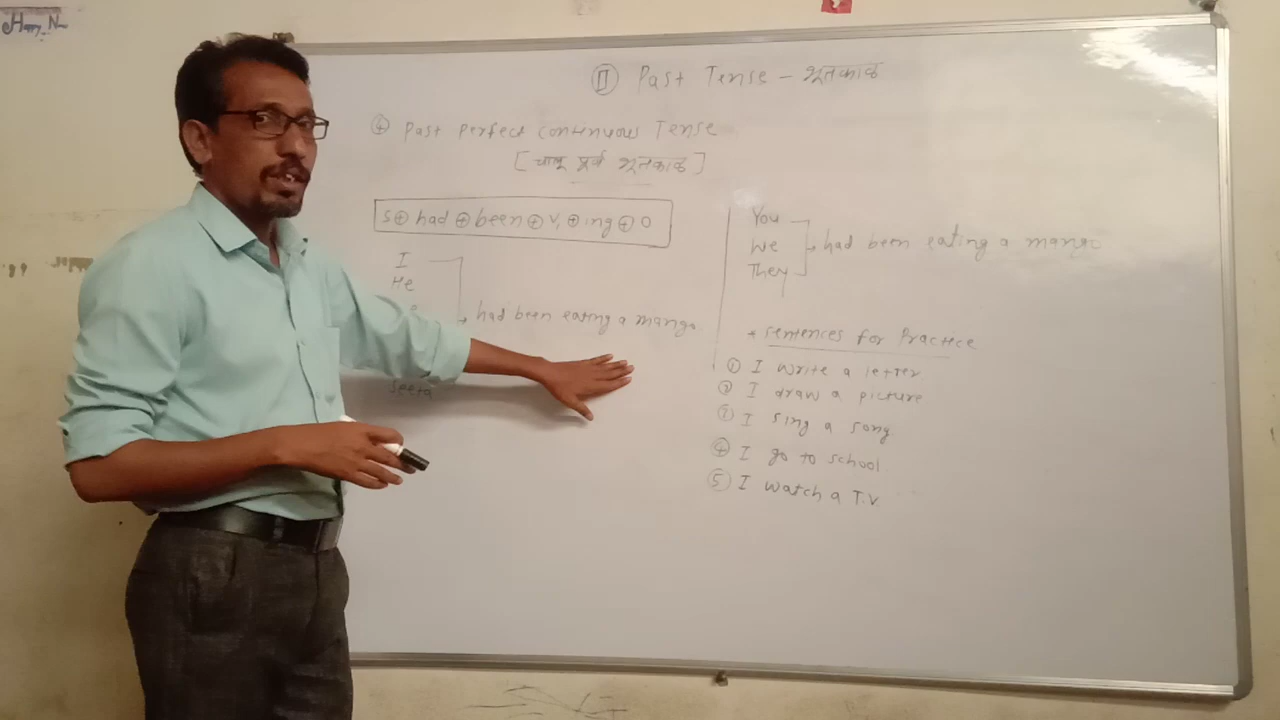 II Past Tense - भूतकाळ
④ Past Perfect continuous Tense
[चालू पूर्ण भूतकाळ]
S ⊕ had ⊕ been ⊕ V₁ ⊕ ing ⊕ O
I
He
had been eating a mango
Seeta
You
We
They
had been eating a mango
* Sentences for Practice
① I write a letter
② I draw a picture
③ I sing a song
④ I go to school
⑤ I watch a T.V.